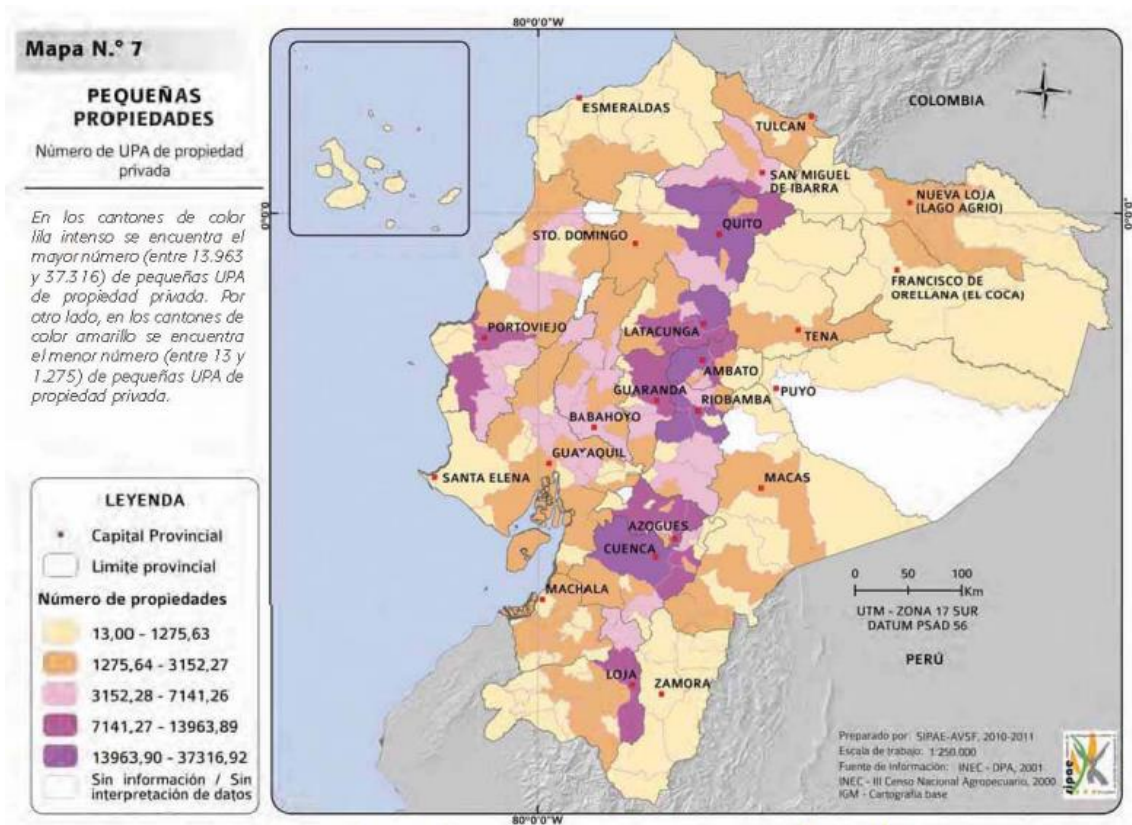 Mapa N.° 7
PEQUEÑAS
PROPIEDADES
Número de UPA de propiedad
privada
En los cantones de color
lila intenso se encuentra el
mayor número (entre 13.963
y 37.316) de pequeñas UPA
de propiedad privada. Por
otro lado, en los cantones de
color amarillo se encuentra
el menor número (entre 13 y
1.275) de pequeñas UPA de
propiedad privada.
LEYENDA
Capital Provincial
Limite provincial
Número de propiedades
13,00 - 1275,63
1275,64 - 3152,27
3152,28 - 7141,26
7141,27 - 13963,89
13963,90 - 37316,92
Sin información / Sin
interpretación de datos
80°0'0"W
0°0'0"
COLOMBIA
ESMERALDAS
TULCAN
SAN MIGUEL
DE IBARRA
NUEVA LOJA
(LAGO AGRIO)
0°0'0"
QUITO
STO. DOMINGO
FRANCISCO DE
ORELLANA (EL COCA)
PORTOVIEJO
LATACUNGA
TENA
AMBATO
GUARANDA
RIOBAMBA
PUYO
BABAHOYO
GUAYAQUIL
SANTA ELENA
MACAS
AZOGUES
CUENCA
MACHALA
0 50 100
Km
UTM - ZONA 17 SUR
DATUM PSAD 56
PERÚ
LOJA
ZAMORA
Preparado por: SIPAE-AVSF, 2010-2011
Escala de trabajo: 1:250.000
Fuente de Información: INEC - DPA, 2001
INEC - III Censo Nacional Agropecuario, 2000
IGM - Cartografía base
sipae
80°0'0"W